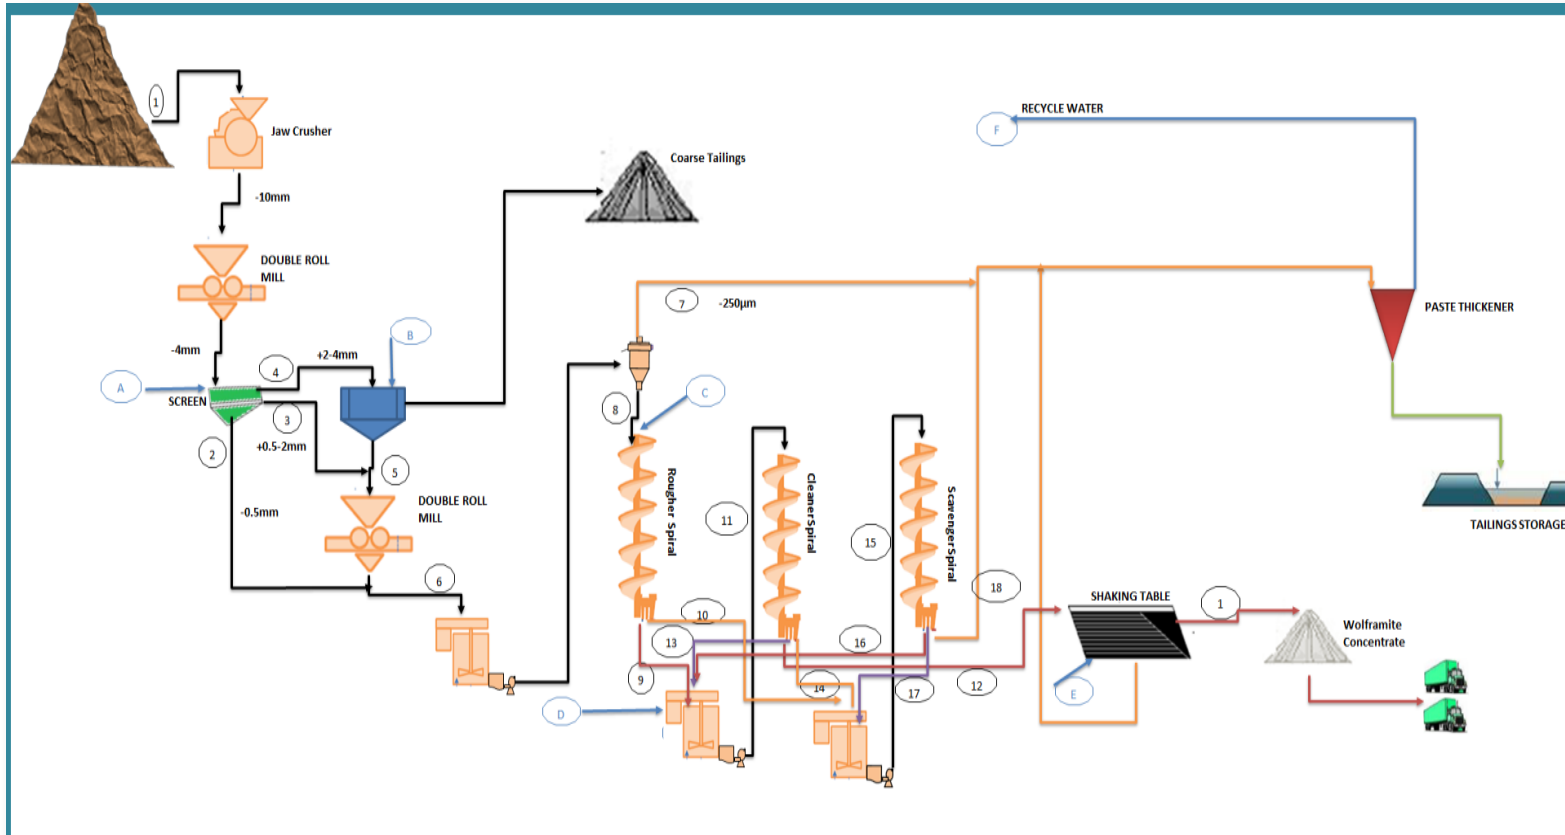 1
Jaw Crusher
-10mm
DOUBLE ROLL
MILL
-4mm
A
SCREEN
4
+2-4mm
B
3
+0.5-2mm
2
-0.5mm
5
DOUBLE ROLL
MILL
6
Coarse Tailings
7
-250µm
8
C
Rougher Spiral
Cleaner Spiral
Scavenger Spiral
11
15
10
13
9
D
16
14
17
18
12
RECYCLE WATER
F
PASTE THICKENER
TAILINGS STORAGE
SHAKING TABLE
E
1
Wolframite
Concentrate